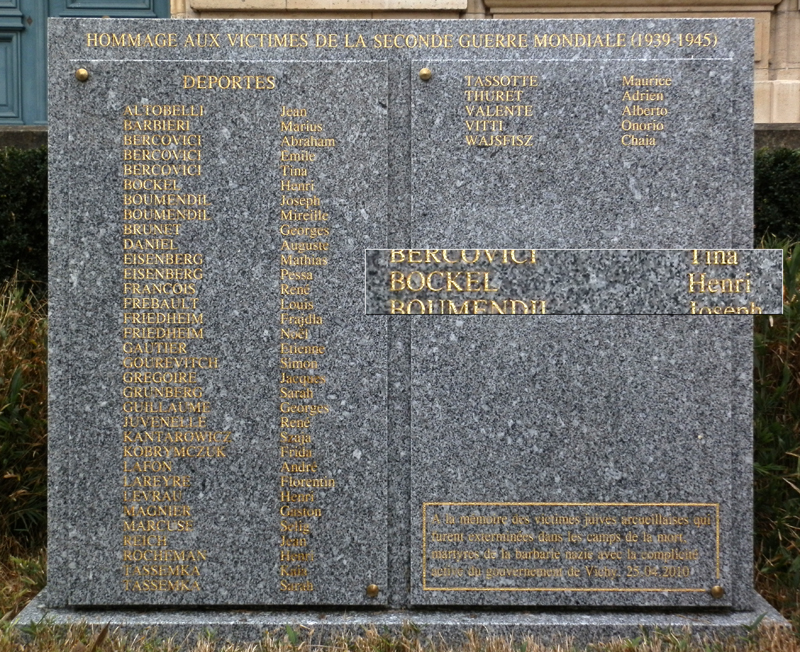 HOMMAGE AUX VICTIMES DE LA SECONDE GUERRE MONDIALE (1939-1945)
DEPORTES
ALTOBELLI Jean
BARBIERI Marius
BERCOVICI Abraham
BERCOVICI Emile
BERCOVICI Tina
BOCKEL Henri
BOUMENDIL Joseph
BOUMENDIL Mireille
BRUNET Georges
DANIEL Auguste
EISENBERG Mathias
EISENBERG Pessa
FRANCOIS René
FREBAULT Louis
FRIEDHEIM Frajdla
FRIEDHEIM Noël
GAUTIER Etienne
GOUREVITCH Simon
GREGOIRE Jacques
GRUNBERG Sarah
GUILLAUME Georges
JUVENELLE René
KANTAROWICZ Szaja
KOBRYMCZUK Frida
LAFON André
LAREYRE Florentin
LEVRAU Henri
MAGNIER Gaston
MARCUSE Selig
REICH Jean
ROCHEMAN Henri
TASSEMKA
TASSEMKA Sarah
TASSOTTE Maurice
THURET Adrien
VALENTE Alberto
VITTI Onorio
WAJSFISZ Chaja
BERCOVICI Tina
BOCKEL Henri
BOUMENDIL Joseph
A la mémoire des victimes juives arcueillaises qui
furent exterminées dans les camps de la mort,
martyres de la barbarie nazie avec la complicité
active du gouvernement de Vichy. 25-04-2010